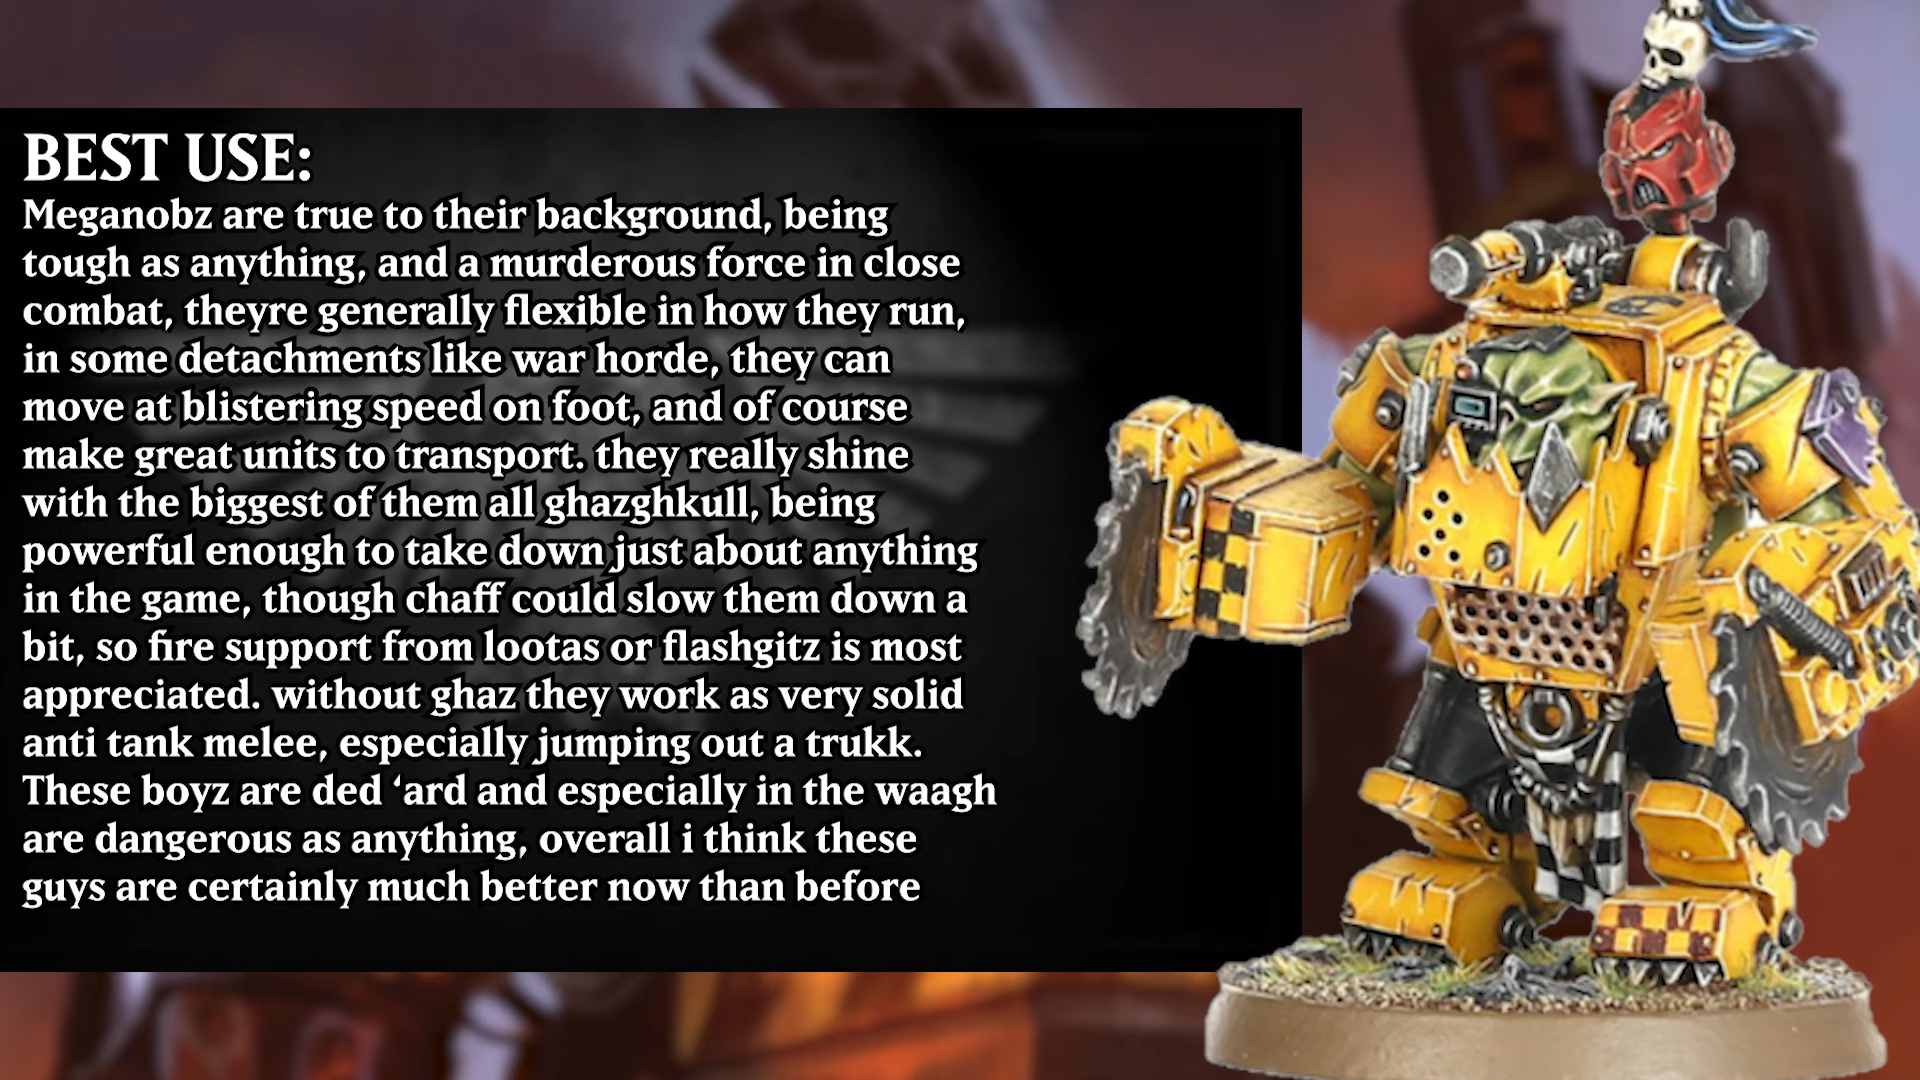 BEST USE:
Meganobz are true to their background, being
tough as anything, and a murderous force in close
combat, theyre generally flexible in how they run,
in some detachments like war horde, they can
move at blistering speed on foot, and of course
make great units to transport. they really shine
with the biggest of them all ghazghkull, being
powerful enough to take down just about anything
in the game, though chaff could slow them down a
bit, so fire support from lootas or flashgitz is most
appreciated. without ghaz they work as very solid
anti tank melee, especially jumping out a trukk.
These boyz are ded ‘ard and especially in the waagh
are dangerous as anything, overall i think these
guys are certainly much better now than before